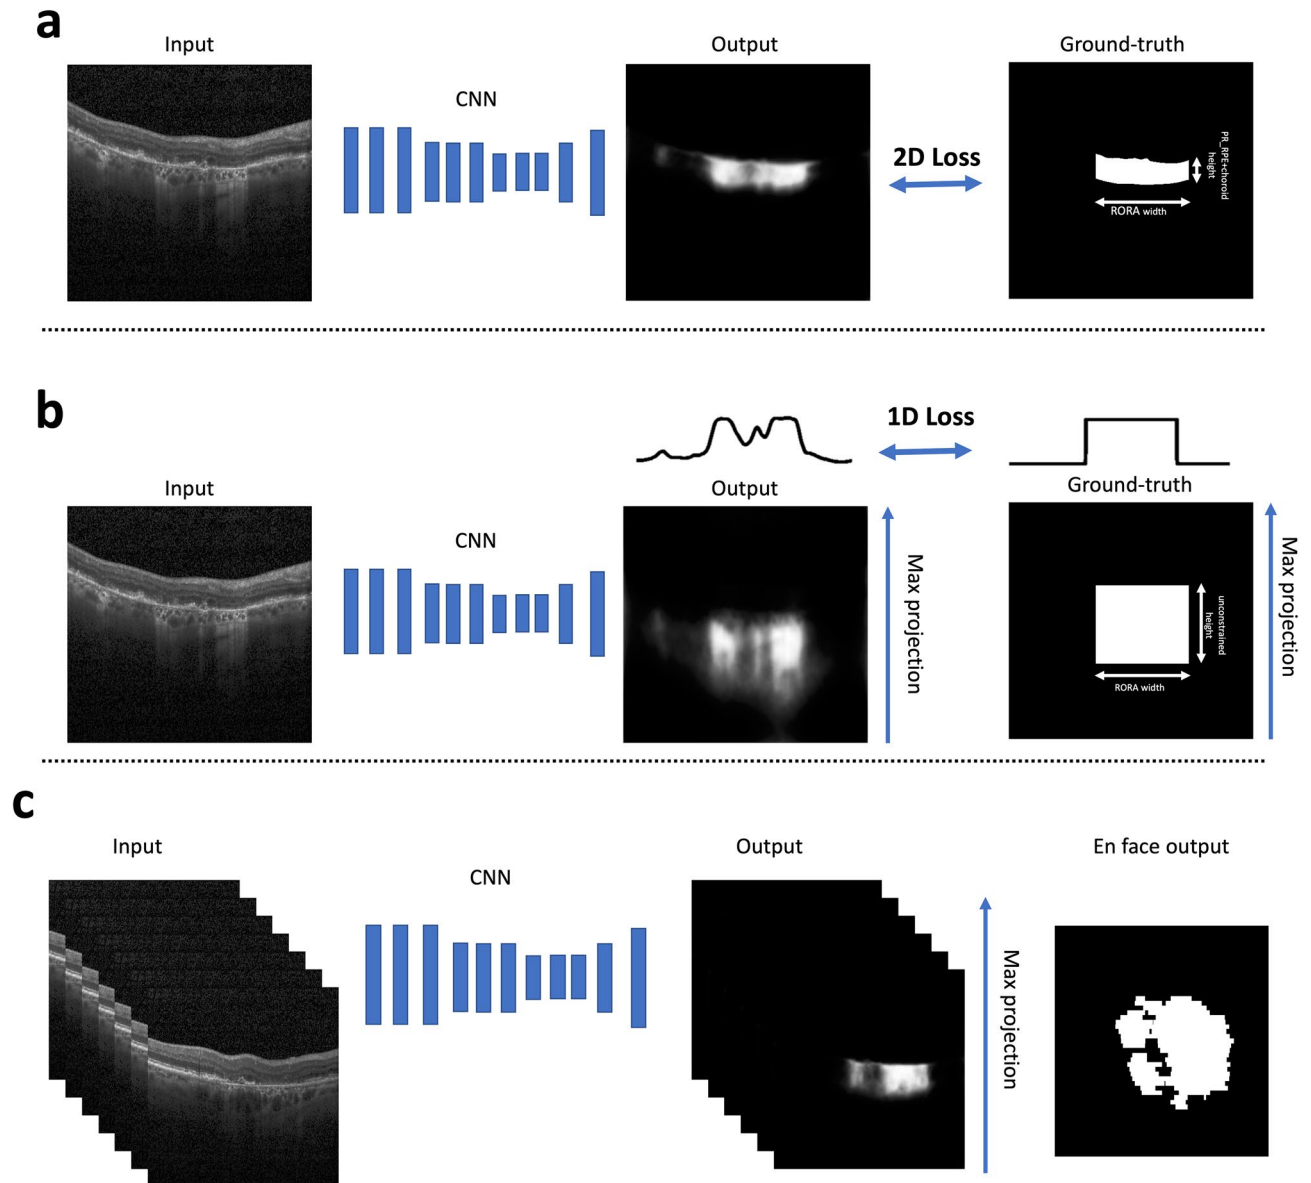 a
Input
Output
Ground-truth
CNN
2D Loss
PR_RPE+choroid
height
RORA width
b
1D Loss
Input
Output
Ground-truth
CNN
Max projection
unconstrained
height
RORA width
Max projection
c
Input
Output
En face output
CNN
Max projection